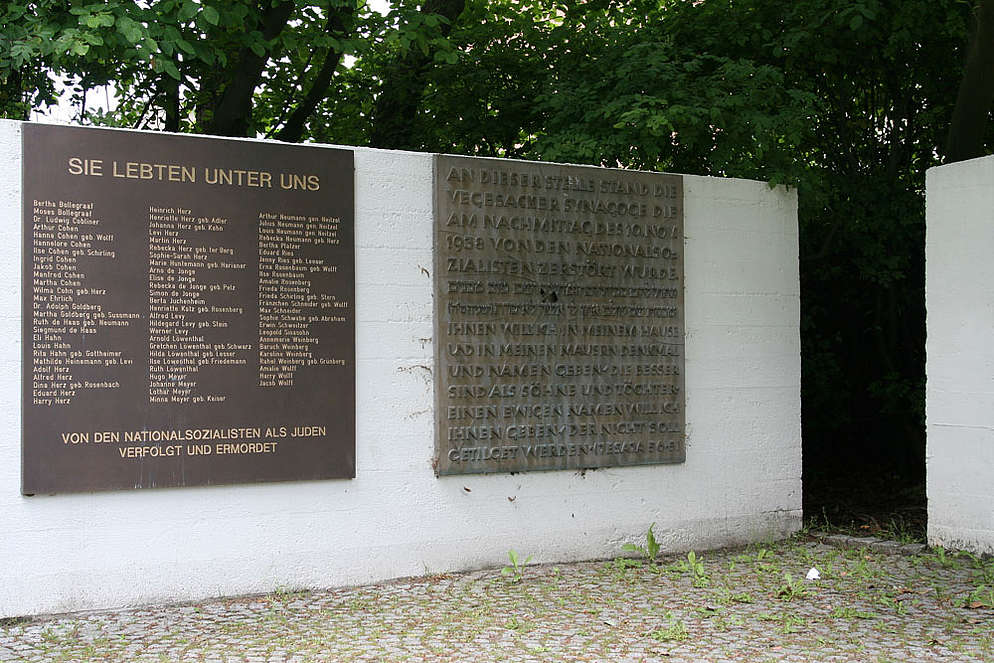 SIE LEBTEN UNTER UNS
Bertha Bollegraaf
Moses Bollegraaf
Dr. Ludwig Cobliner
Arthur Cohen
Hanna Cohen geb. Wolff
Hannelore Cohen
Ilse Cohen geb. Schirling
Ingrid Cohen
Jakob Cohen
Manfred Cohen
Martha Cohen
Wilma Cohn geb. Herz
Max Ehrlich
Dr. Adolph Goldberg
Martha Goldberg geb. Sussmann
Ruth de Haas geb. Neumann
Siegmund de Haas
Eli Hahn
Louis Hahn
Rita Hahn geb. Gottheimer
Mathilde Heinemann geb. Levi
Adolf Herz
Alfred Herz
Dina Herz geb. Rosenbach
Eduard Herz
Harry Herz
Heinrich Herz
Henriette Herz geb. Adler
Johanna Herz geb. Kohn
Levi Herz
Martin Herz
Rebecka Herz geb. ter Berg
Sophie-Sarah Herz
Marie Huntemann geb. Harisner
Arno de Jonge
Elise de Jonge
Rebecka de Jonge geb. Pels
Simon de Jonge
Berta Juchenheim
Henriette Katz geb. Rosenberg
Alfred Levy
Hildegard Levy geb. Stein
Werner Levy
Arnold Löwenthal
Gretchen Löwenthal geb. Schwarz
Hilda Löwenthal geb. Lesser
Ilse Löwenthal geb. Friedemann
Ruth Löwenthal
Hugo Meyer
Johanne Meyer
Lothar Meyer
Minna Meyer geb. Kaiser
Arthur Neumann gen. Neitzel
Julius Neumann gen. Neitzel
Louis Neumann gen. Neitzel
Rebecka Neumann geb. Herz
Bertha Platzer
Eduard Ries
Jenny Ries geb. Lenser
Erna Rosenbaum geb. Wolff
Ilse Rosenbaum
Amalie Rosenberg
Frieda Rosenberg
Frieda Schirling geb. Stern
Fränzchen Schneider geb. Wolff
Max Schneider
Sophie Schwabe geb. Abraham
Erwin Schweitzer
Leopold Sinasohn
Annemarie Weinberg
Baruch Weinberg
Karoline Weinberg
Rahel Weinberg geb. Grünberg
Amalie Wolff
Harry Wolff
Jacob Wolff
VON DEN NATIONALSOZIALISTEN ALS JUDEN
VERFOLGT UND ERMORDET
AN DIESER STELLE STAND DIE
VEGESACKER SYNAGOGE DIE
AM NACHMITTAG DES 10. NOV.
1938 VON DEN NATIONALSO-
ZIALISTEN ZERSTÖRT WURDE.
IHNEN WILL ICH IN MEINEM HAUSE
UND IN MEINEN MAUERN DENKMAL
UND NAMEN GEBEN · DIE BESSER
SIND ALS SÖHNE UND TÖCHTER·
EINEN EWIGEN NAMEN WILL ICH
IHNEN GEBEN · DER NICHT SOLL
GETILGET WERDEN · JESAJA 56·5·